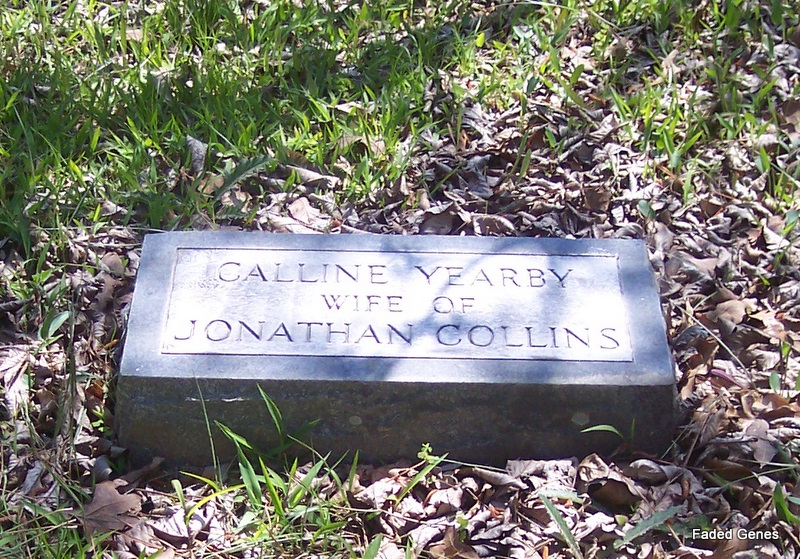 CALLINE YEARBY
WIFE OF
JONATHAN COLLINS
Faded Genes